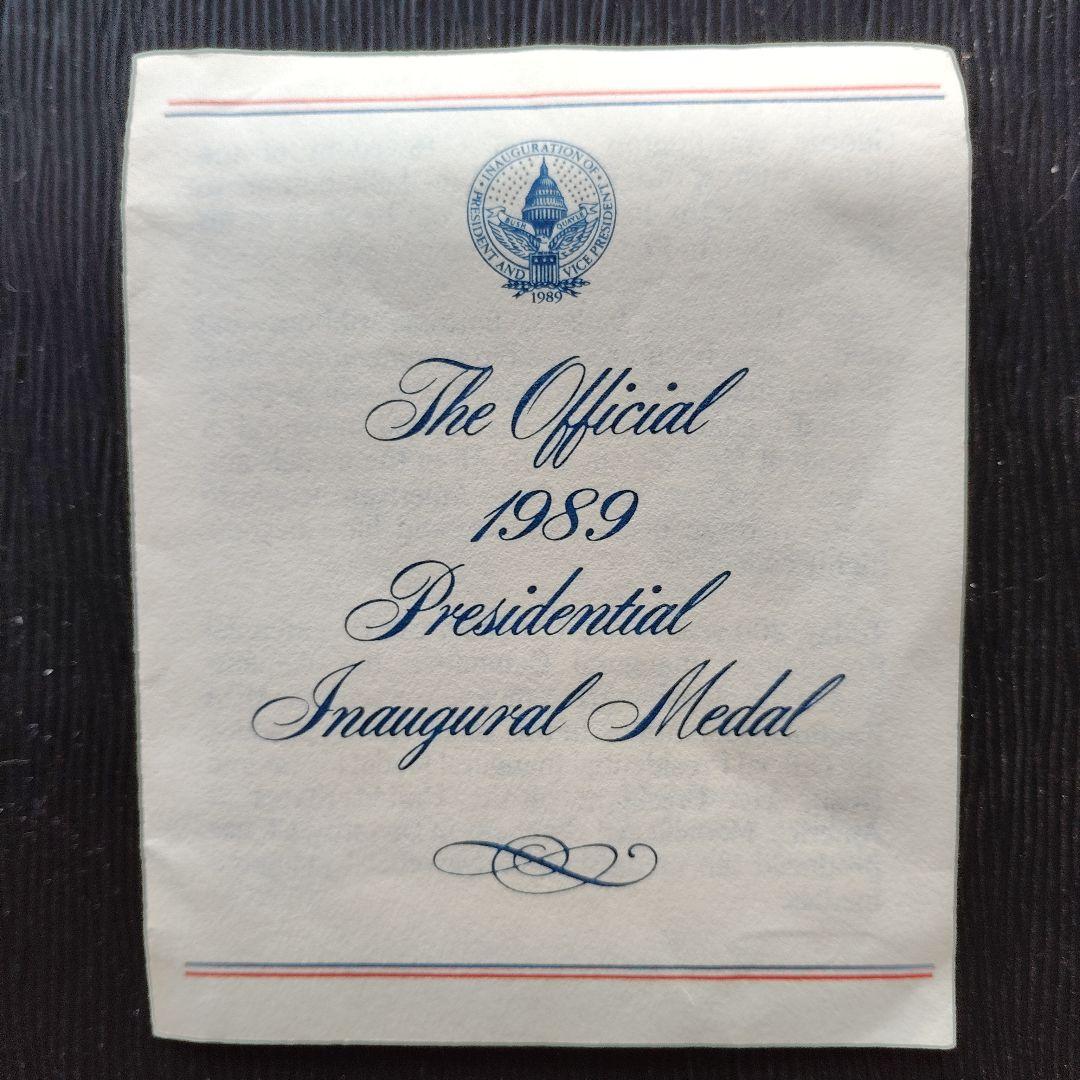 INAUGURATION OF
PRESIDENT AND VICE PRESIDENT
BUSH QUAYLE
1989
The Official
1989
Presidential
Inaugural Medal